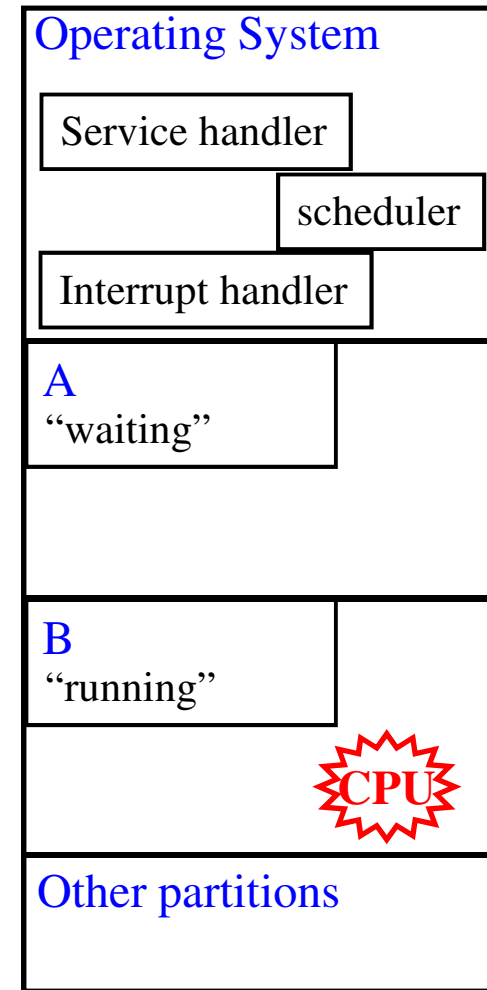 Operating System
Service handler
scheduler
Interrupt handler
A
“waiting”
B
“running”
CPU
Other partitions